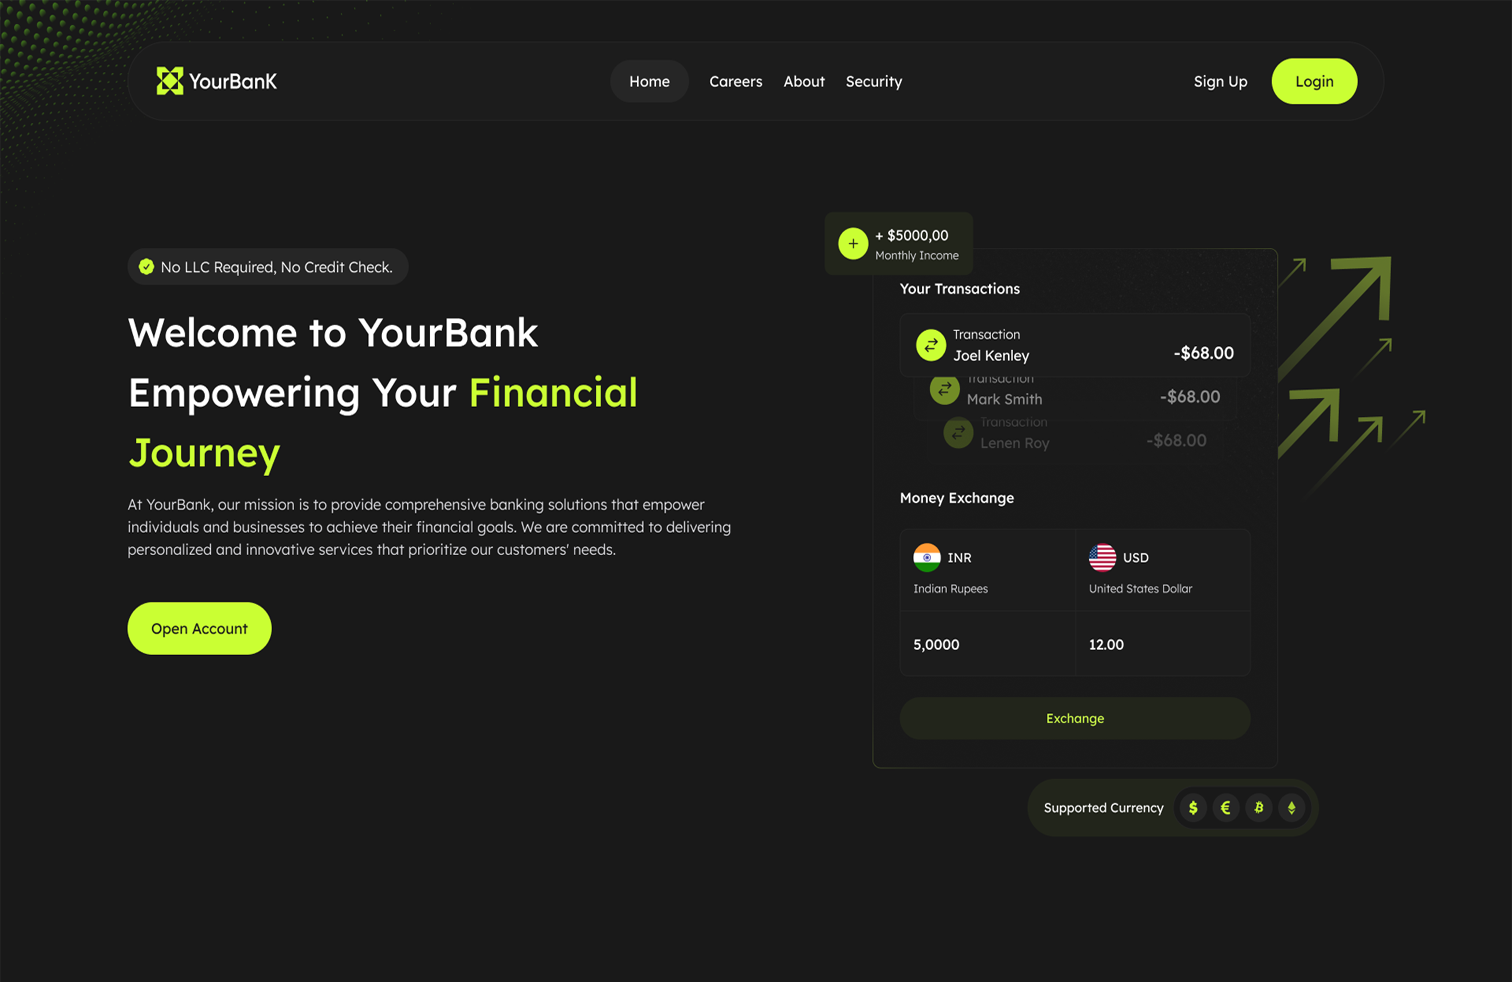 YourBanK
Home
Careers
About
Security
Sign Up
Login
No LLC Required, No Credit Check.
Welcome to YourBank
Empowering Your Financial
Journey
At YourBank, our mission is to provide comprehensive banking solutions that empower
individuals and businesses to achieve their financial goals. We are committed to delivering
personalized and innovative services that prioritize our customers' needs.
Open Account
+ $5000,00
Monthly Income
Your Transactions
Transaction
Joel Kenley
-$68.00
Transaction
Mark Smith
-$68.00
Transaction
Lenen Roy
-$68.00
Money Exchange
INR
Indian Rupees
USD
United States Dollar
5,0000
12.00
Exchange
Supported Currency
$ € ₿